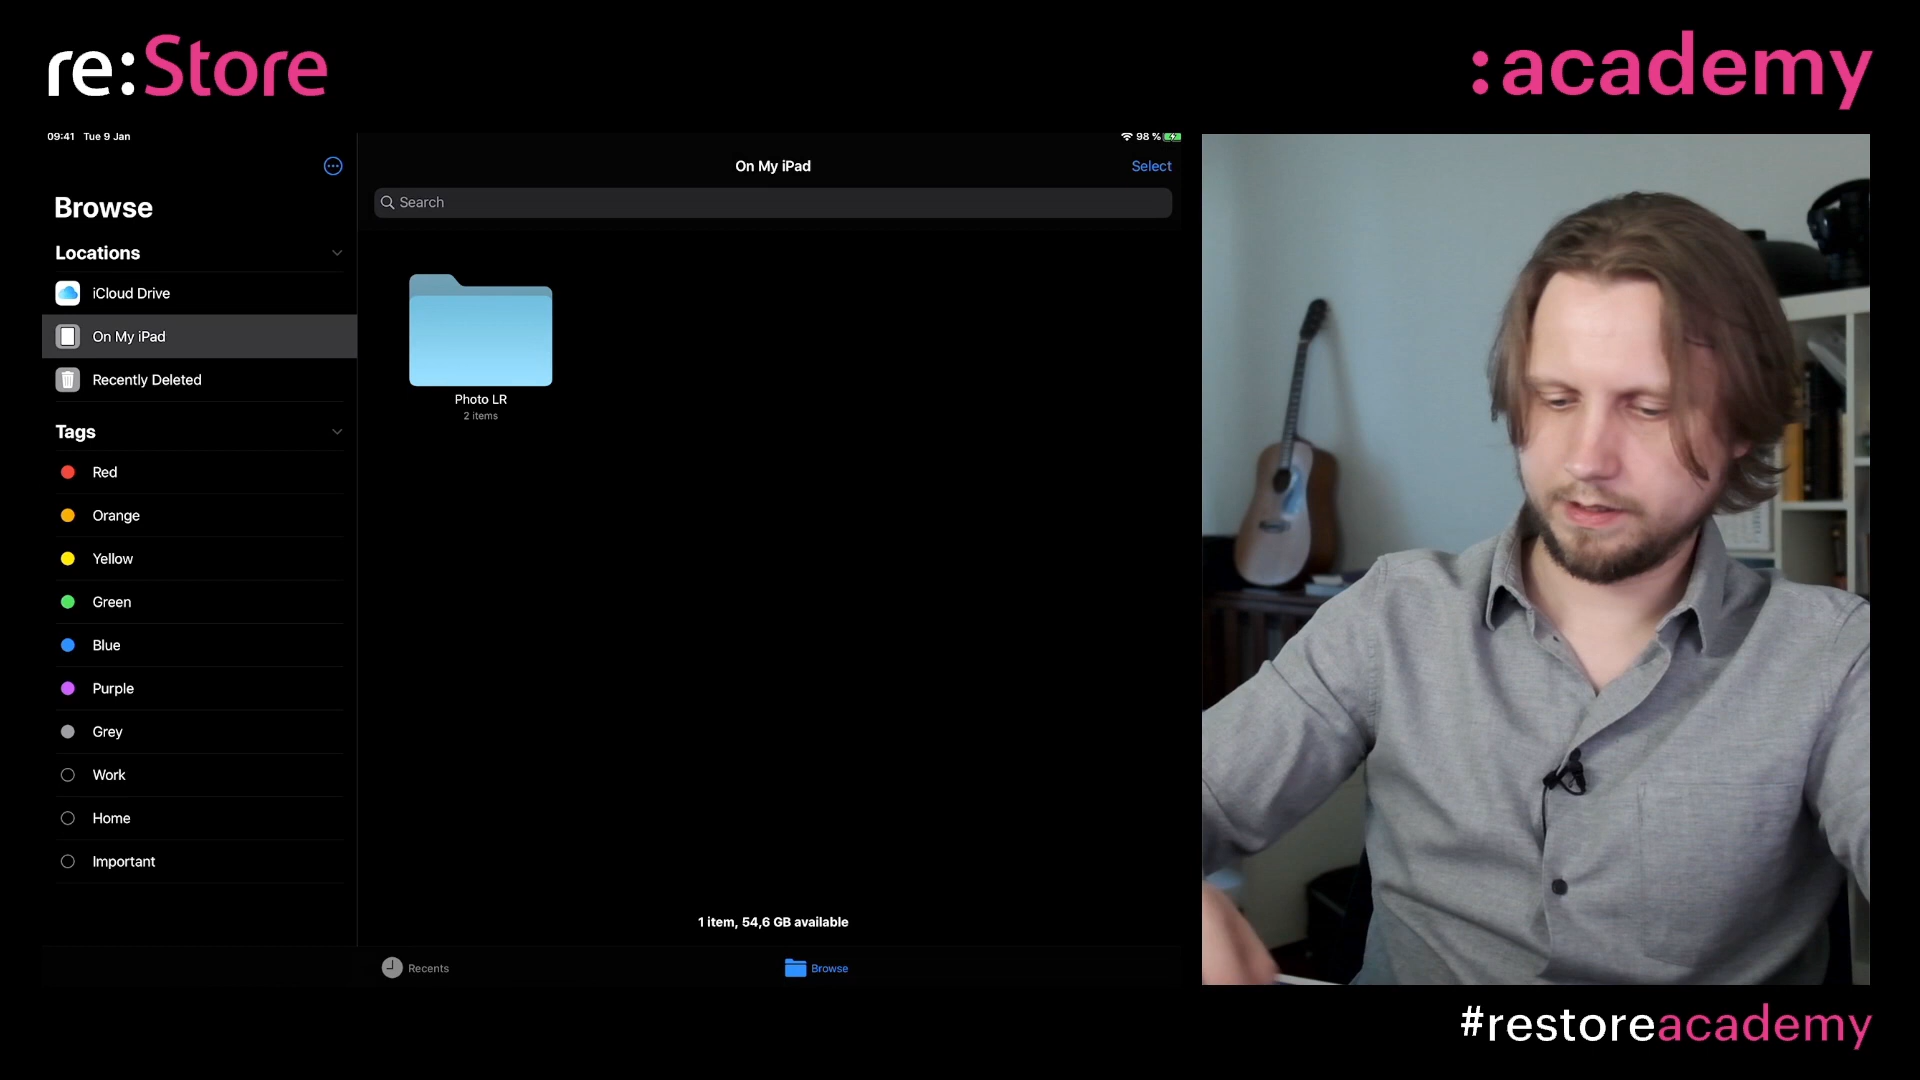 re:Store
:academy
09:41 Tue 9 Jan
98 %
On My iPad
Select
Search
Browse
Locations
iCloud Drive
On My iPad
Recently Deleted
Tags
Red
Orange
Yellow
Green
Blue
Purple
Grey
Work
Home
Important
Photo LR
2 items
1 item, 54,6 GB available
Recents
Browse
#restoreacademy